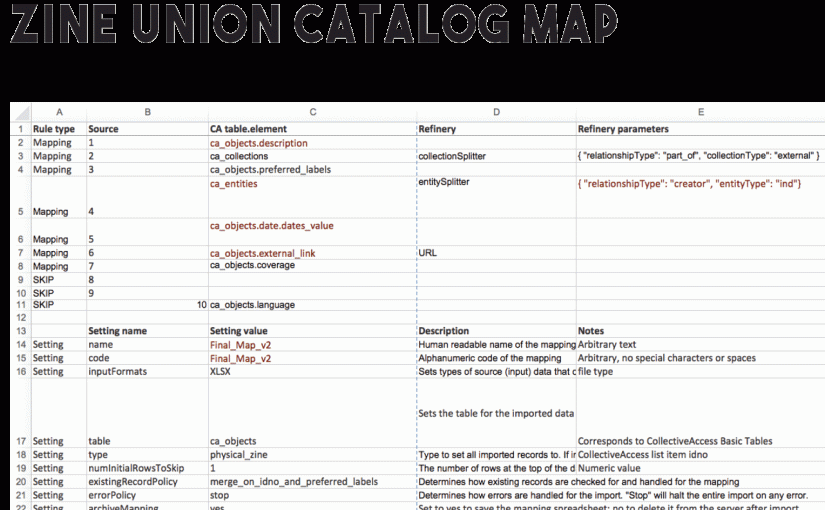 ZINE UNION CATALOG MAP
A B C D E
1 Rule type Source CA table.element Refinery Refinery parameters
2 Mapping 1 ca_objects.description
3 Mapping 2 ca_collections collectionSplitter { "relationshipType": "part_of", "collectionType": "external" }
4 Mapping 3 ca_objects.preferred_labels
5 Mapping 4 ca_entities entitySplitter { "relationshipType": "creator", "entityType": "ind"}
6 Mapping 5 ca_objects.date.dates_value
7 Mapping 6 ca_objects.external_link URL
8 Mapping 7 ca_objects.coverage
9 SKIP 8
10 SKIP 9
11 SKIP 10 ca_objects.language
12
13 Setting name Setting value Description Notes
14 Setting name Final_Map_v2 Human readable name of the mapping Arbitrary text
15 Setting code Final_Map_v2 Alphanumeric code of the mapping Arbitrary, no special characters or spaces
16 Setting inputFormats XLSX Sets types of source (input) data that c file type
17 Setting table ca_objects Sets the table for the imported data Corresponds to CollectiveAccess Basic Tables
18 Setting type physical_zine Type to set all imported records to. If ir CollectiveAccess list item idno
19 Setting numInitialRowsToSkip 1 The number of rows at the top of the d Numeric value
20 Setting existingRecordPolicy merge_on_idno_and_preferred_labels Determines how existing records are checked for and handled for the mapping
21 Setting errorPolicy stop Determines how errors are handled for the import. "Stop" will halt the entire import on any error.
22 Setting archiveMapping yes Set to yes to save the mapping spreadsheet; no to delete it from the server after import